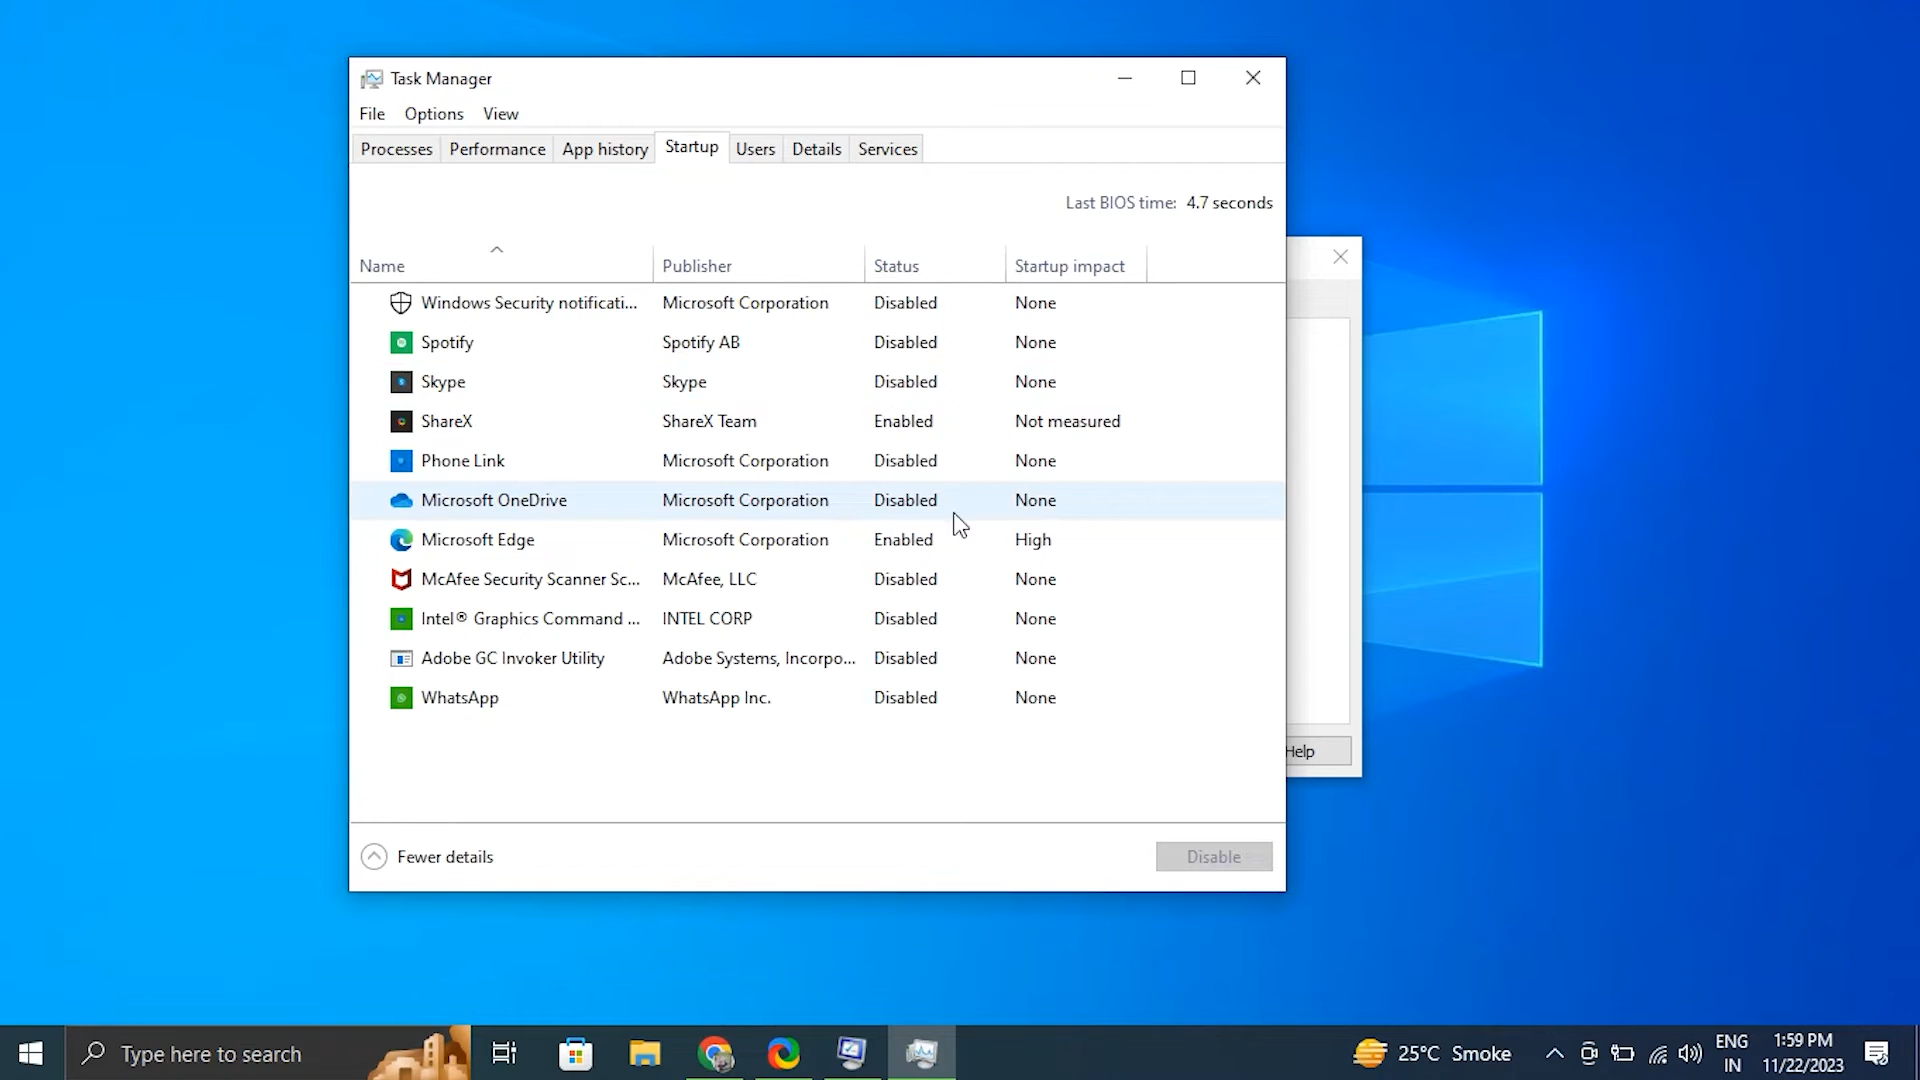 Task Manager
File Options View
Processes Performance App history Startup Users Details Services
Last BIOS time: 4.7 seconds
Name Publisher Status Startup impact
Windows Security notificati... Microsoft Corporation Disabled None
Spotify Spotify AB Disabled None
Skype Skype Disabled None
ShareX ShareX Team Enabled Not measured
Phone Link Microsoft Corporation Disabled None
Microsoft OneDrive Microsoft Corporation Disabled None
Microsoft Edge Microsoft Corporation Enabled High
McAfee Security Scanner Sc... McAfee, LLC Disabled None
Intel® Graphics Command ... INTEL CORP Disabled None
Adobe GC Invoker Utility Adobe Systems, Incorpo... Disabled None
WhatsApp WhatsApp Inc. Disabled None
Help
Fewer details Disable
Type here to search 25°C Smoke ENG 1:59 PM
IN 11/22/2023